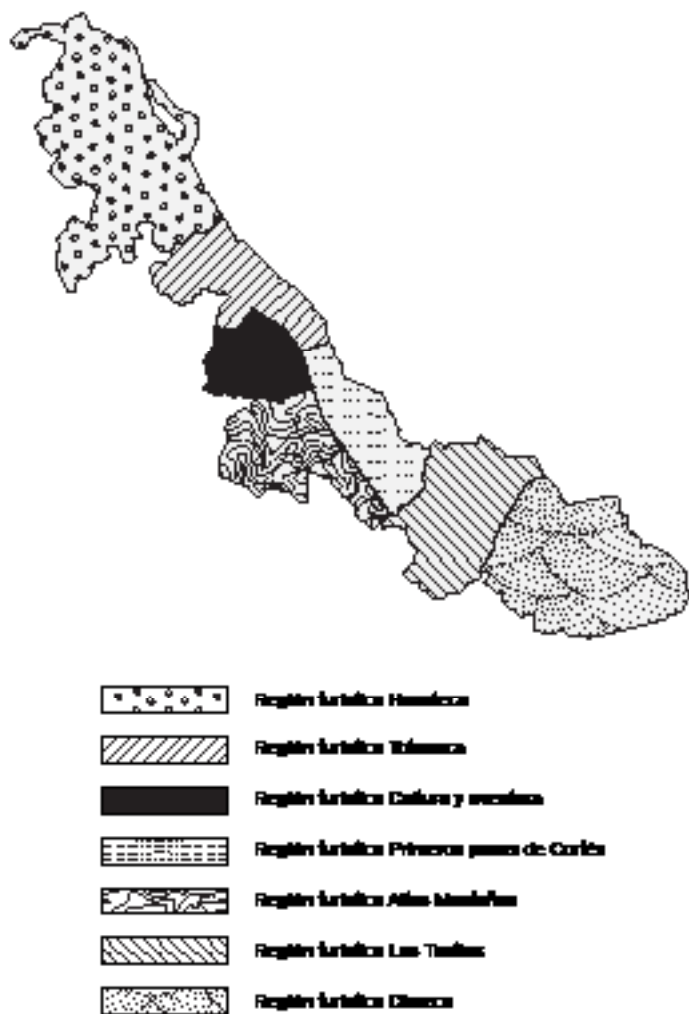 Región turística Huasteca
Región turística Totonaca
Región turística Cultura y aventura
Región turística Primeros pasos de Cortés
Región turística Altas Montañas
Región turística Los Tuxtlas
Región turística Olmeca